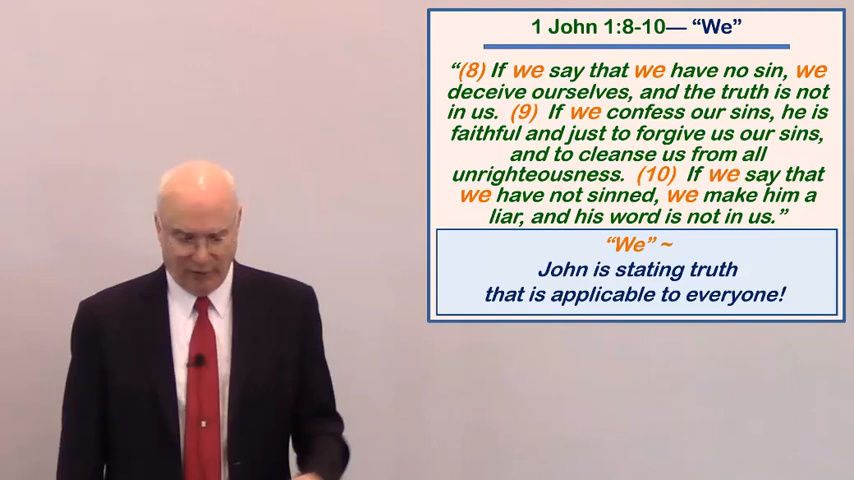 1 John 1:8-10— “We”
“(8) If we say that we have no sin, we
deceive ourselves, and the truth is not
in us. (9) If we confess our sins, he is
faithful and just to forgive us our sins,
and to cleanse us from all
unrighteousness. (10) If we say that
we have not sinned, we make him a
liar, and his word is not in us.”
“We” ~
John is stating truth
that is applicable to everyone!